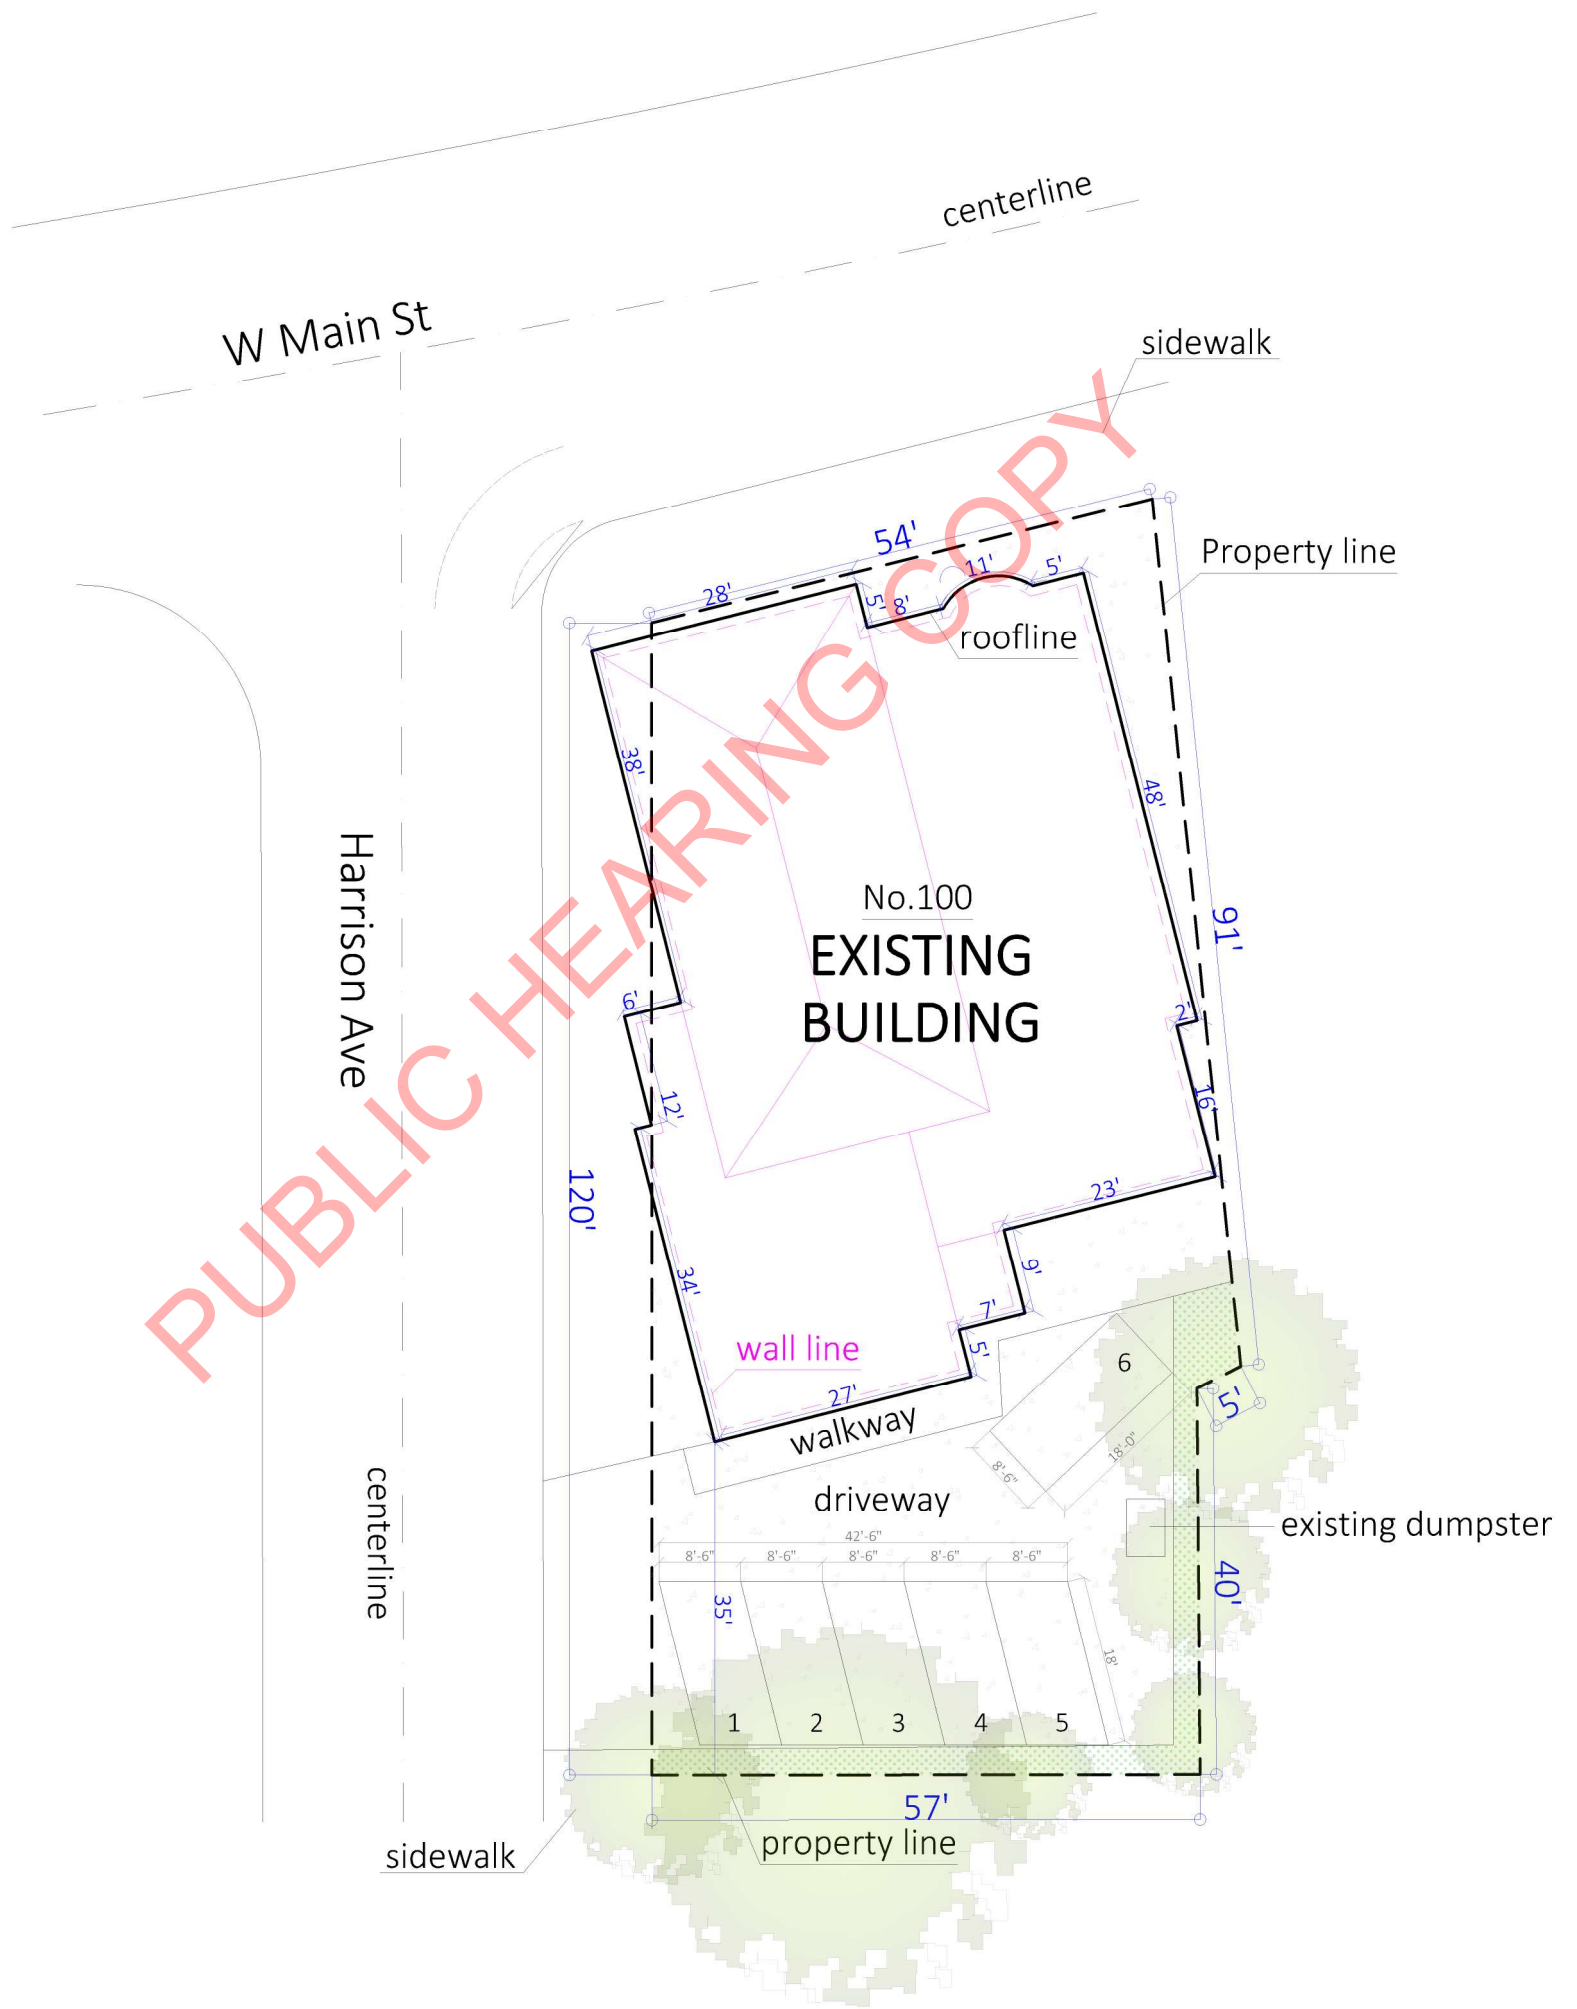 centerline
W Main St
sidewalk
54'
Property line
28'
11'
5'
5'
8'
roofline
38'
48'
Harrison Ave
No.100
EXISTING
BUILDING
91'
6'
2'
12'
16'
120'
23'
34'
9'
7'
wall line
5'
6
27'
5'
walkway
18'-0"
8'-6"
centerline
driveway
existing dumpster
42'-6"
8'-6"
8'-6"
8'-6"
8'-6"
8'-6"
40'
35'
18'
1
2
3
4
5
57'
property line
sidewalk
PUBLIC HEARING COPY